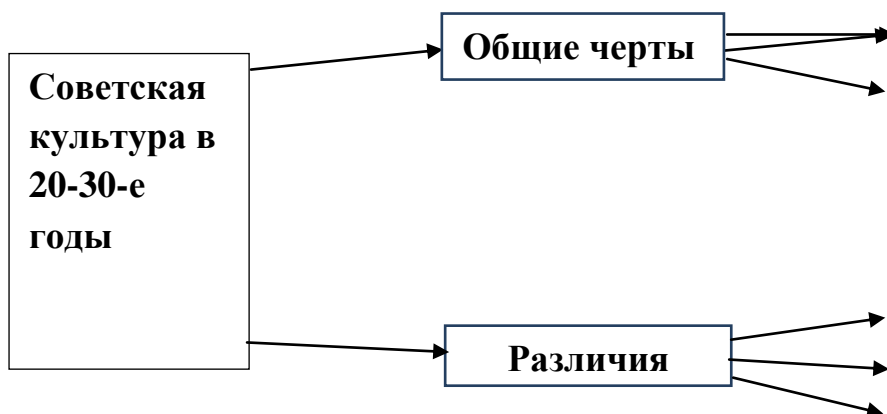 Советская
культура в
20-30-е
годы
Общие черты
Различия